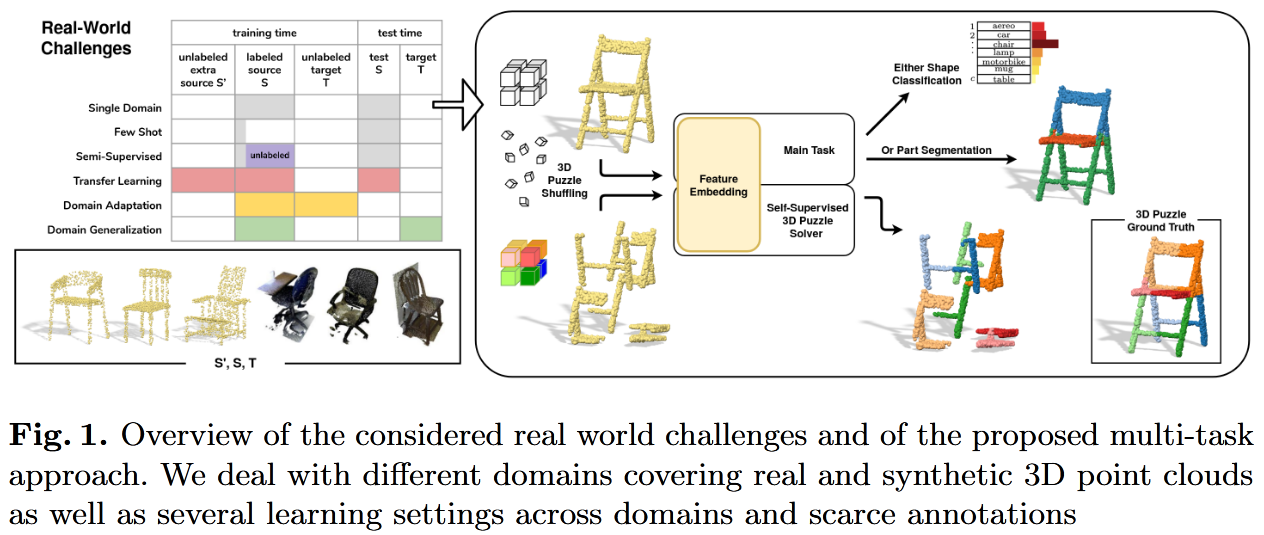 Real-World
Challenges
training time
test time
unlabeled
extra
source S'
labeled
source
S
unlabeled
target
T
test
S
target
T
Single Domain
Few Shot
Semi-Supervised
unlabeled
Transfer Learning
Domain Adaptation
Domain Generalization
S', S, T
3D
Puzzle
Shuffling
Feature
Embedding
Main Task
Self-Supervised
3D Puzzle
Solver
Either Shape
Classification
1 aereo
2 car
: chair
lamp
motorbike
mug
c table
Or Part Segmentation
3D Puzzle
Ground Truth
Fig. 1. Overview of the considered real world challenges and of the proposed multi-task
approach. We deal with different domains covering real and synthetic 3D point clouds
as well as several learning settings across domains and scarce annotations